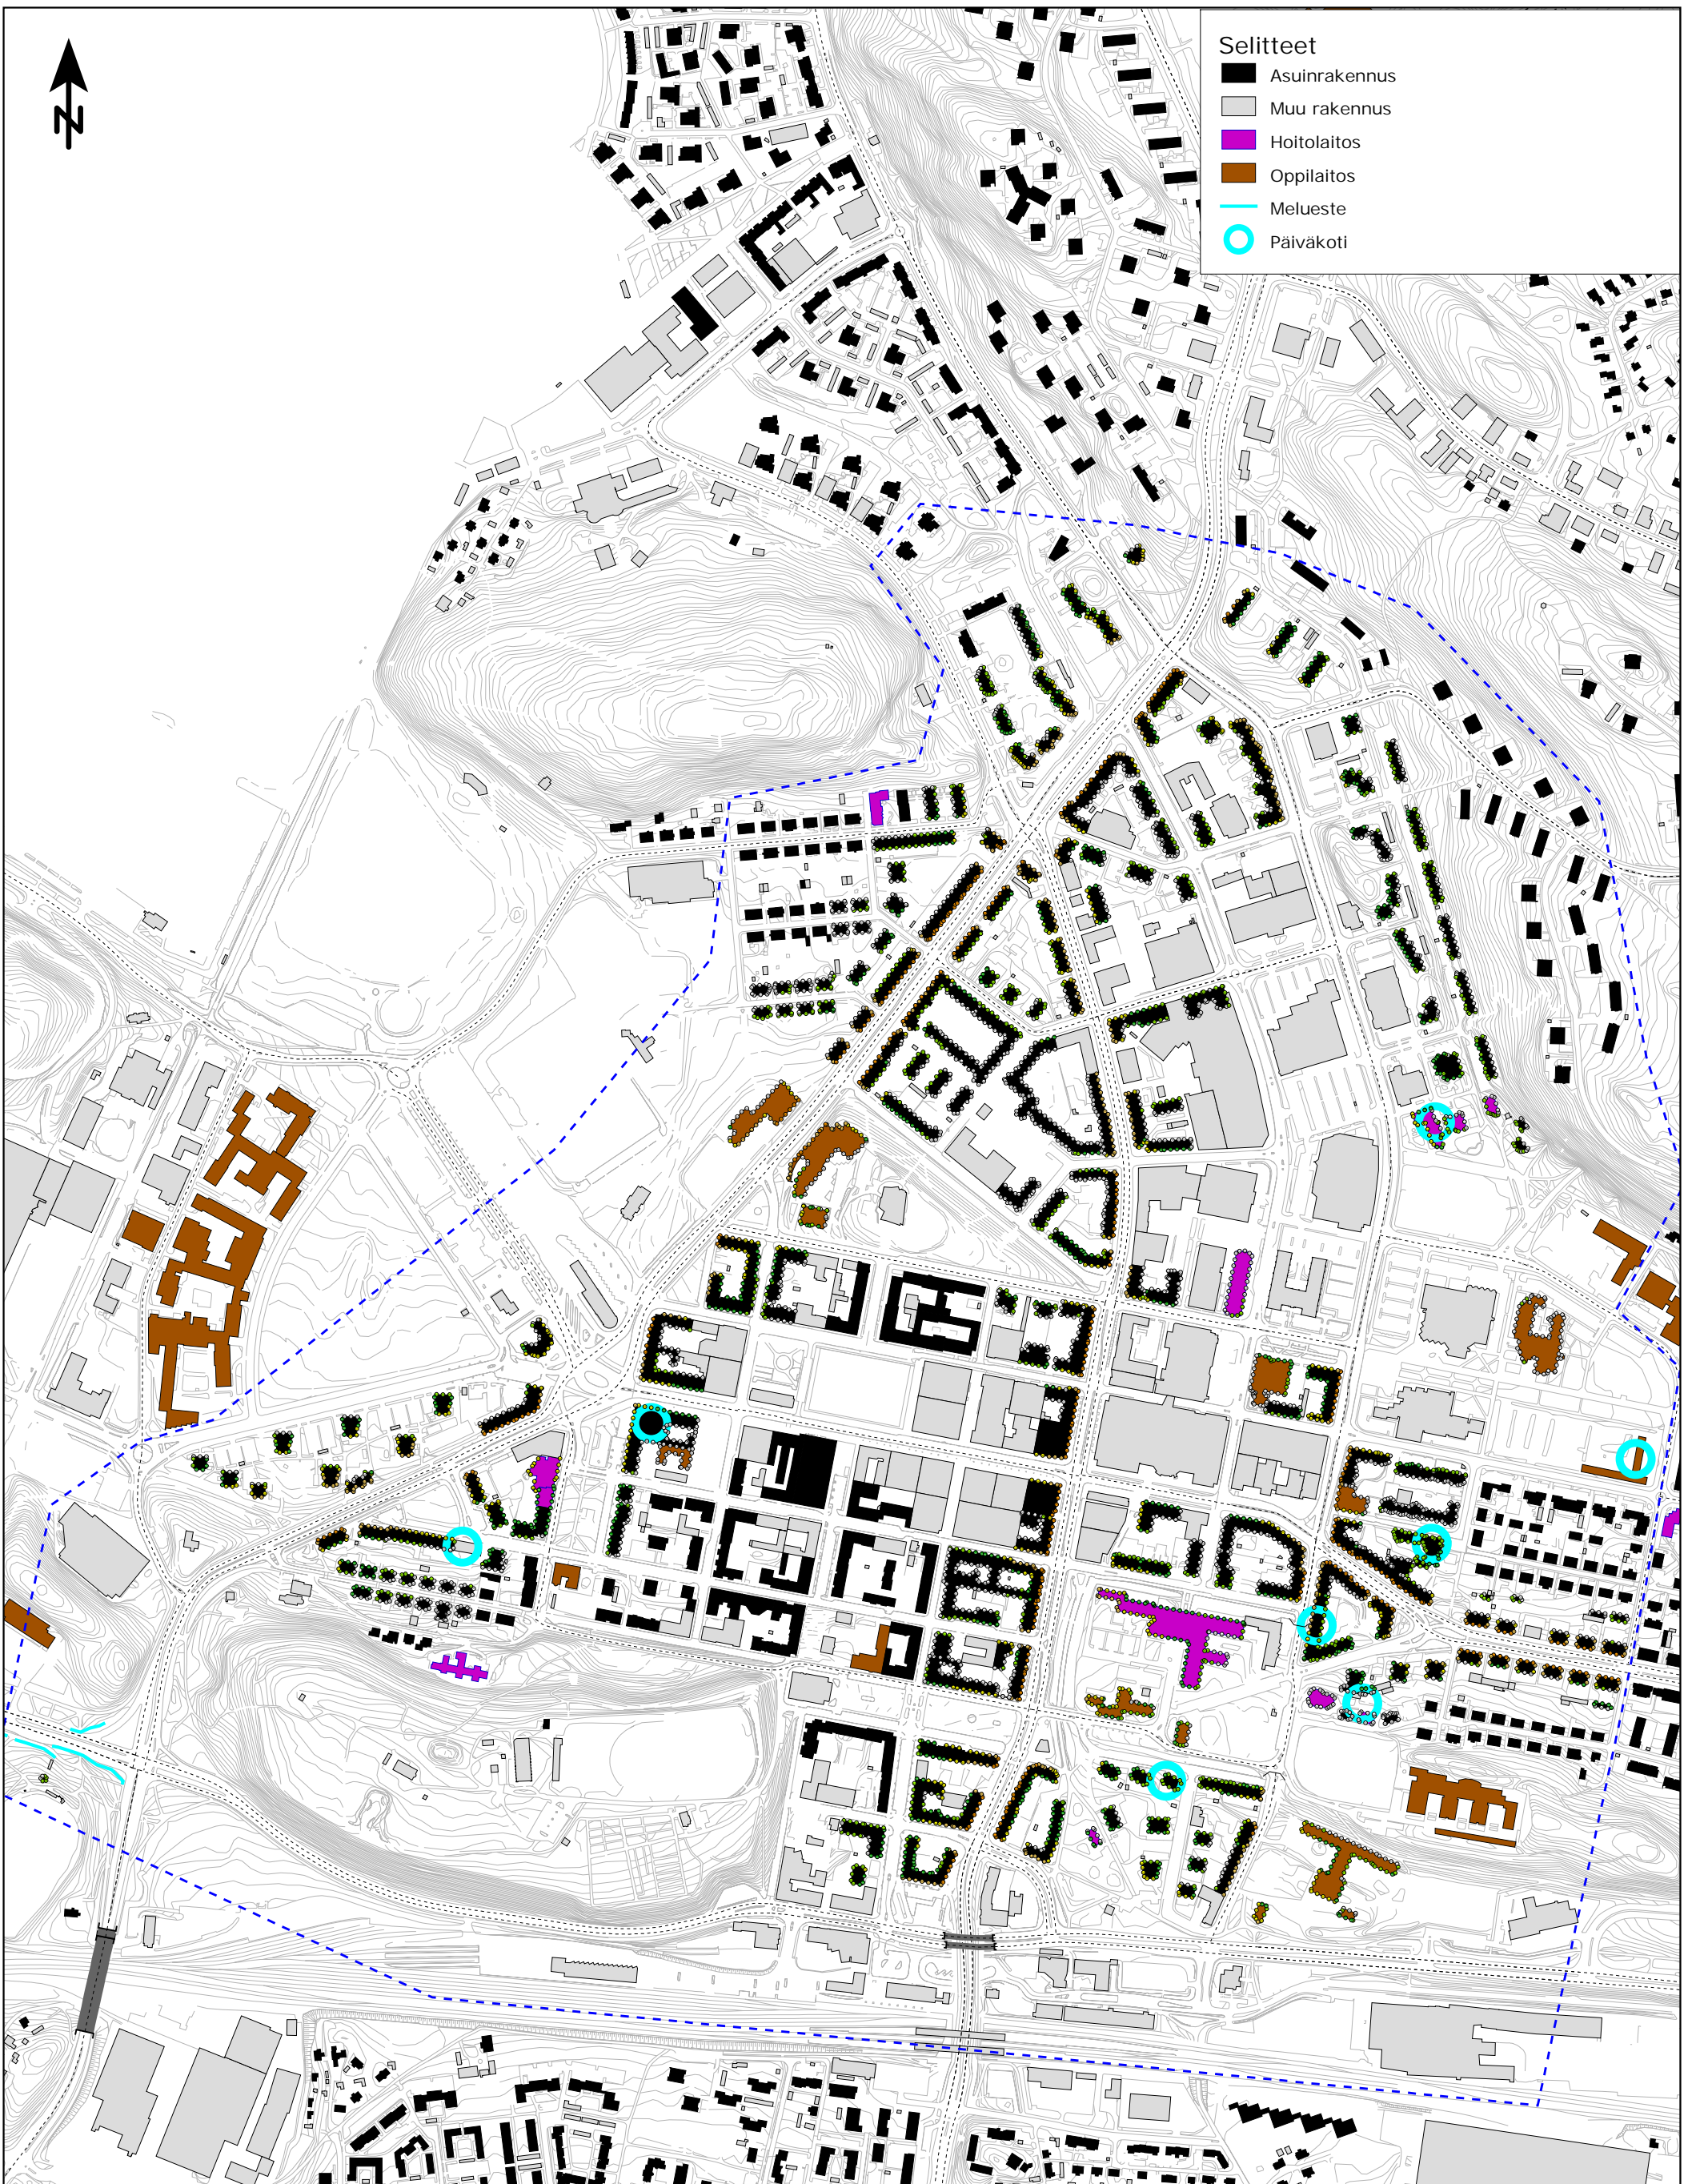 N
Selitteet
Asuinrakennus
Muu rakennus
Hoitolaitos
Oppilaitos
Melueste
Päiväkoti